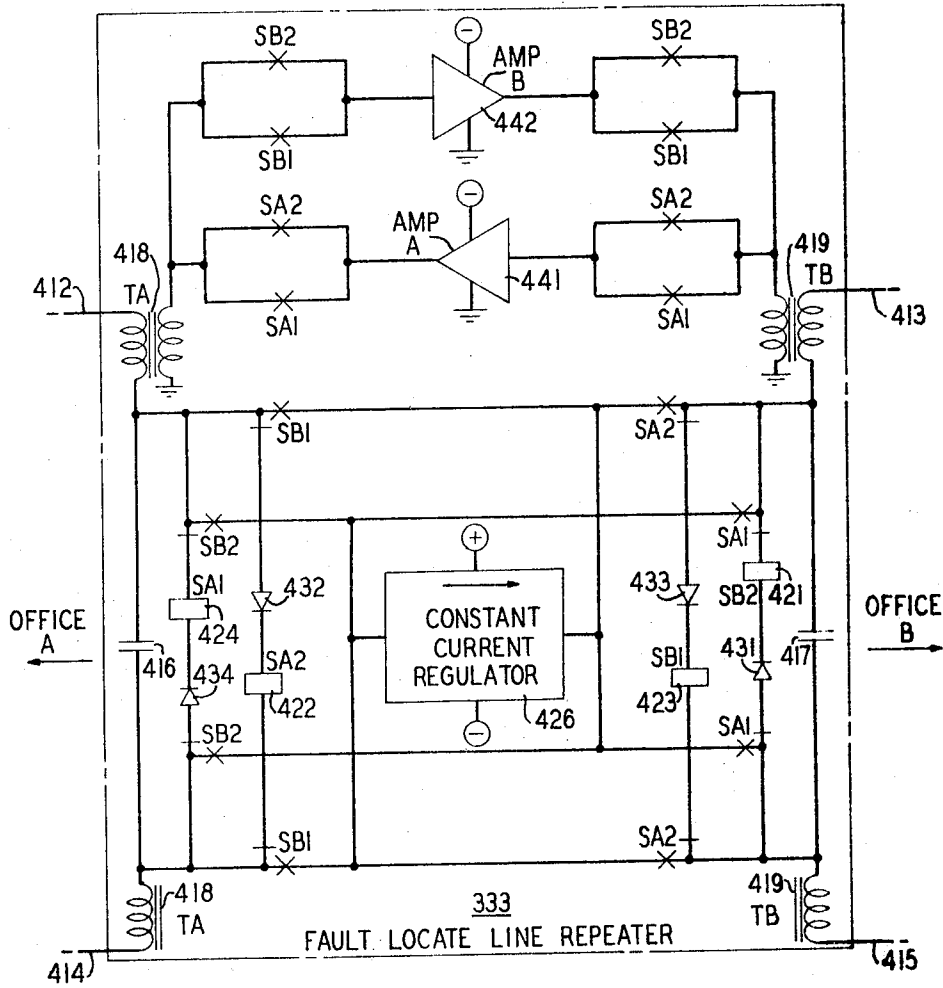 SB2
SB2
−
AMP
B
442
SB1
SB1
SA2
−
SA2
AMP
A
418
419
412
TA
441
TB
SA1
SA1
413
SB1
SA2
SB2
SA1
+
SA1
432
433
SB2
421
OFFICE
A
424
CONSTANT
CURRENT
REGULATOR
OFFICE
B
416
434
SA2
SB1
431
417
422
423
426
SB2
−
SA1
SB1
SA2
418
TA
333
419
TB
FAULT LOCATE LINE REPEATER
414
415